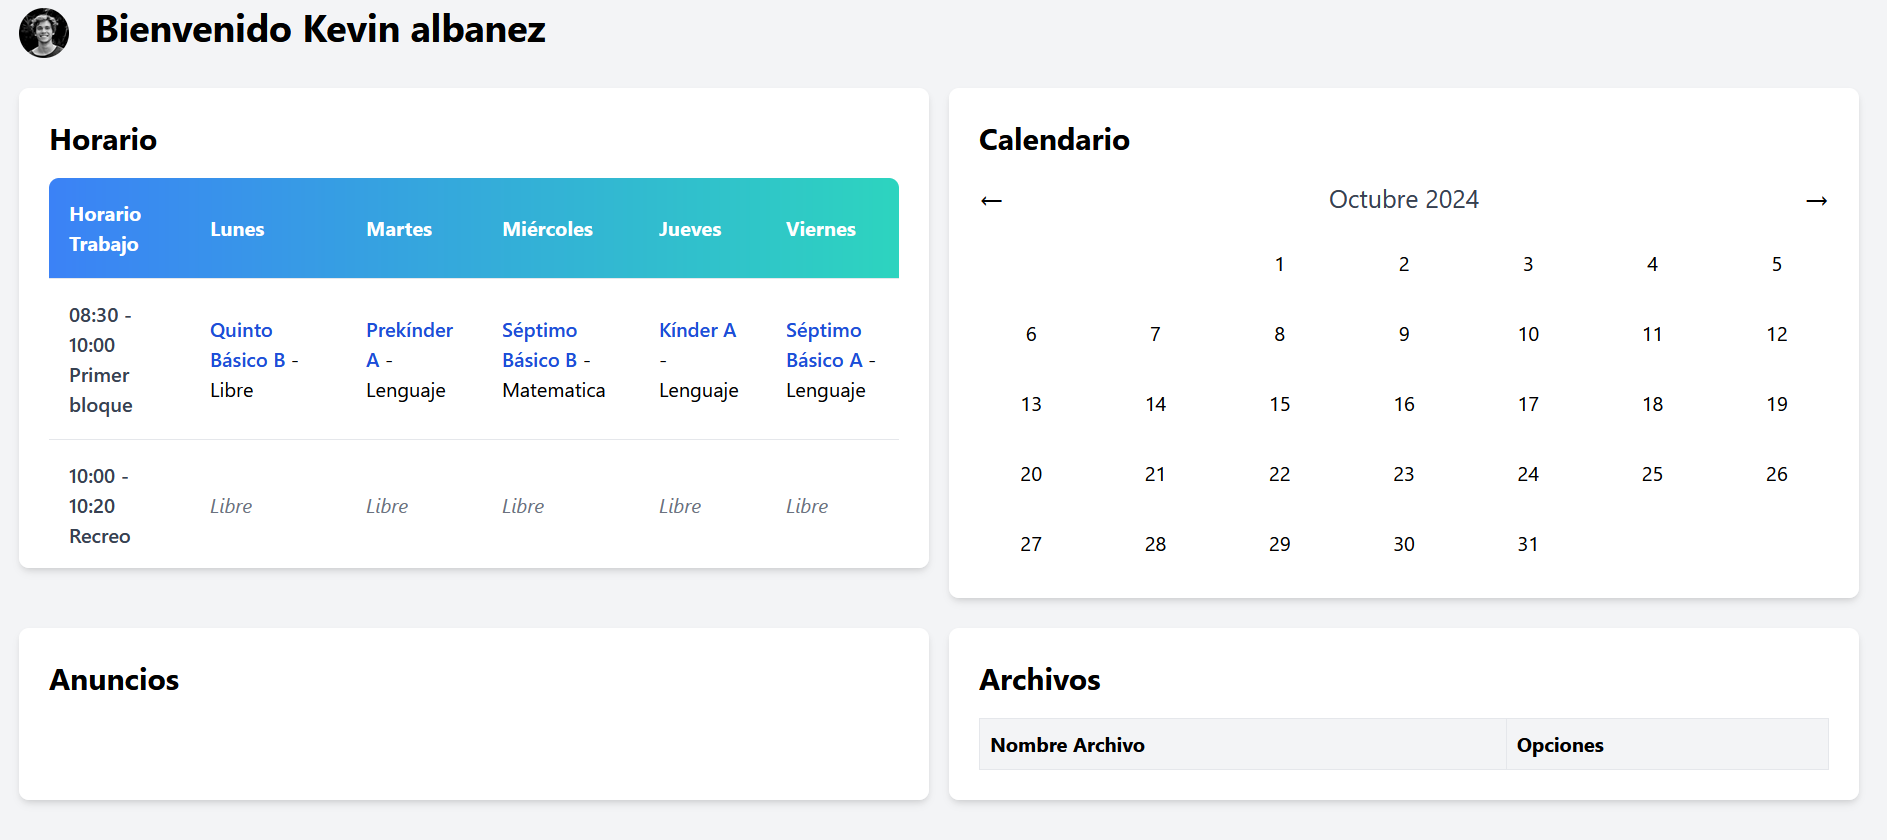 Bienvenido Kevin albanez
Horario
Horario
Trabajo
Lunes
Martes
Miércoles
Jueves
Viernes
08:30 -
10:00
Primer
bloque
Quinto
Básico B -
Libre
Prekínder
A -
Lenguaje
Séptimo
Básico B -
Matematica
Kínder A
-
Lenguaje
Séptimo
Básico A -
Lenguaje
10:00 -
10:20
Recreo
Libre
Libre
Libre
Libre
Libre
Calendario
← Octubre 2024 →
1 2 3 4 5
6 7 8 9 10 11 12
13 14 15 16 17 18 19
20 21 22 23 24 25 26
27 28 29 30 31
Anuncios
Archivos
Nombre Archivo Opciones